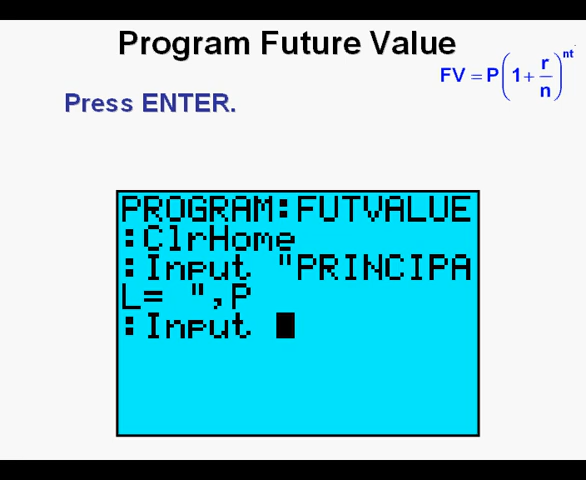 Program Future Value
FV = P(1 + r/n)^nt
Press ENTER.
PROGRAM:FUTVALUE
:ClrHome
:Input "PRINCIPA
L= ",P
:Input